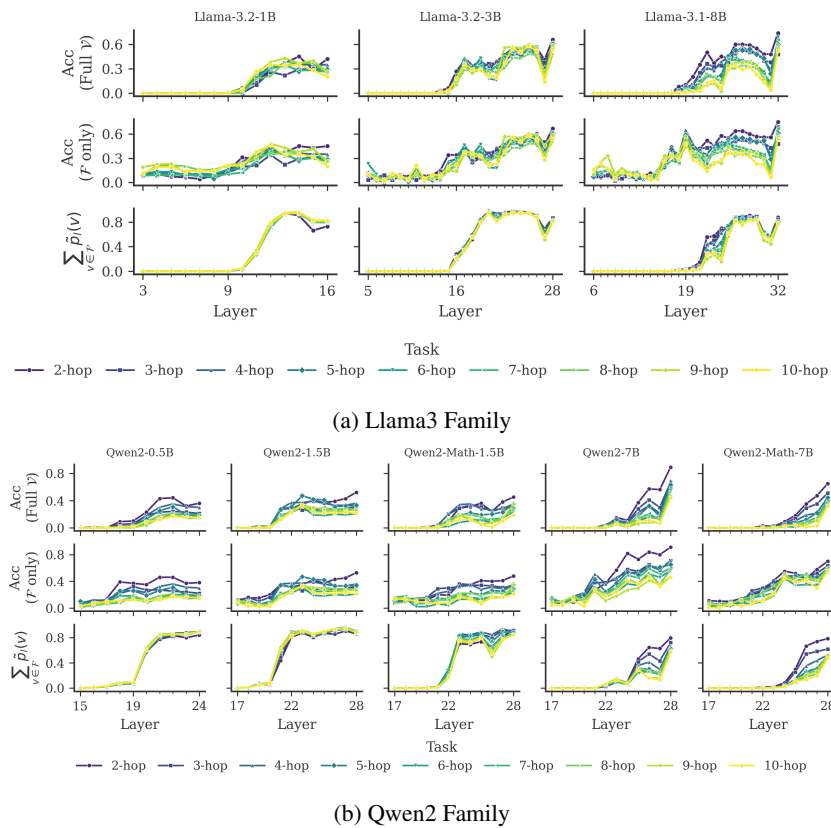 Llama-3.2-1B Llama-3.2-3B Llama-3.1-8B
Acc
(Full 𝒱)
0.6
0.3
0.0
Acc
(ℱ only)
0.6
0.3
0.0
∑ p̃ₗ(v)
v∈ℱ
0.8
0.4
0.0
3 9 16 5 16 28 6 19 32
Layer Layer Layer
Task
2-hop 3-hop 4-hop 5-hop 6-hop 7-hop 8-hop 9-hop 10-hop
(a) Llama3 Family
Qwen2-0.5B Qwen2-1.5B Qwen2-Math-1.5B Qwen2-7B Qwen2-Math-7B
Acc
(Full 𝒱)
0.8
0.4
0.0
Acc
(ℱ only)
0.8
0.4
0.0
∑ p̃ₗ(v)
v∈ℱ
0.8
0.4
0.0
15 19 24 17 22 28 17 22 28 17 22 28 17 22 28
Layer Layer Layer Layer Layer
Task
2-hop 3-hop 4-hop 5-hop 6-hop 7-hop 8-hop 9-hop 10-hop
(b) Qwen2 Family